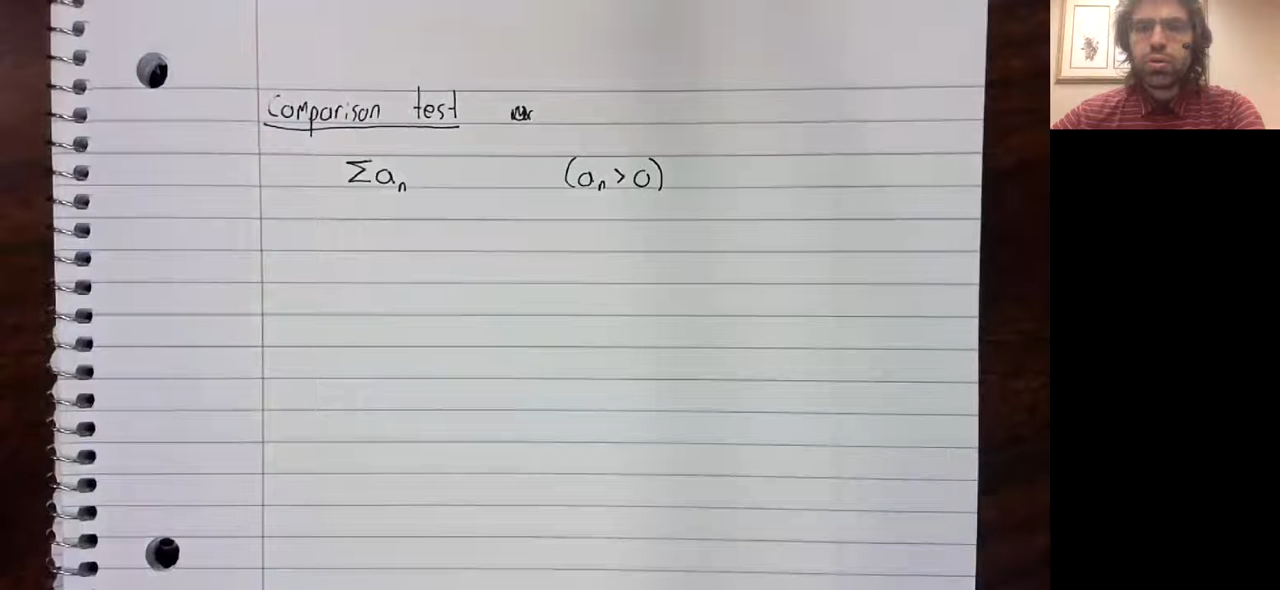 Comparison test
Σaₙ (aₙ > 0)